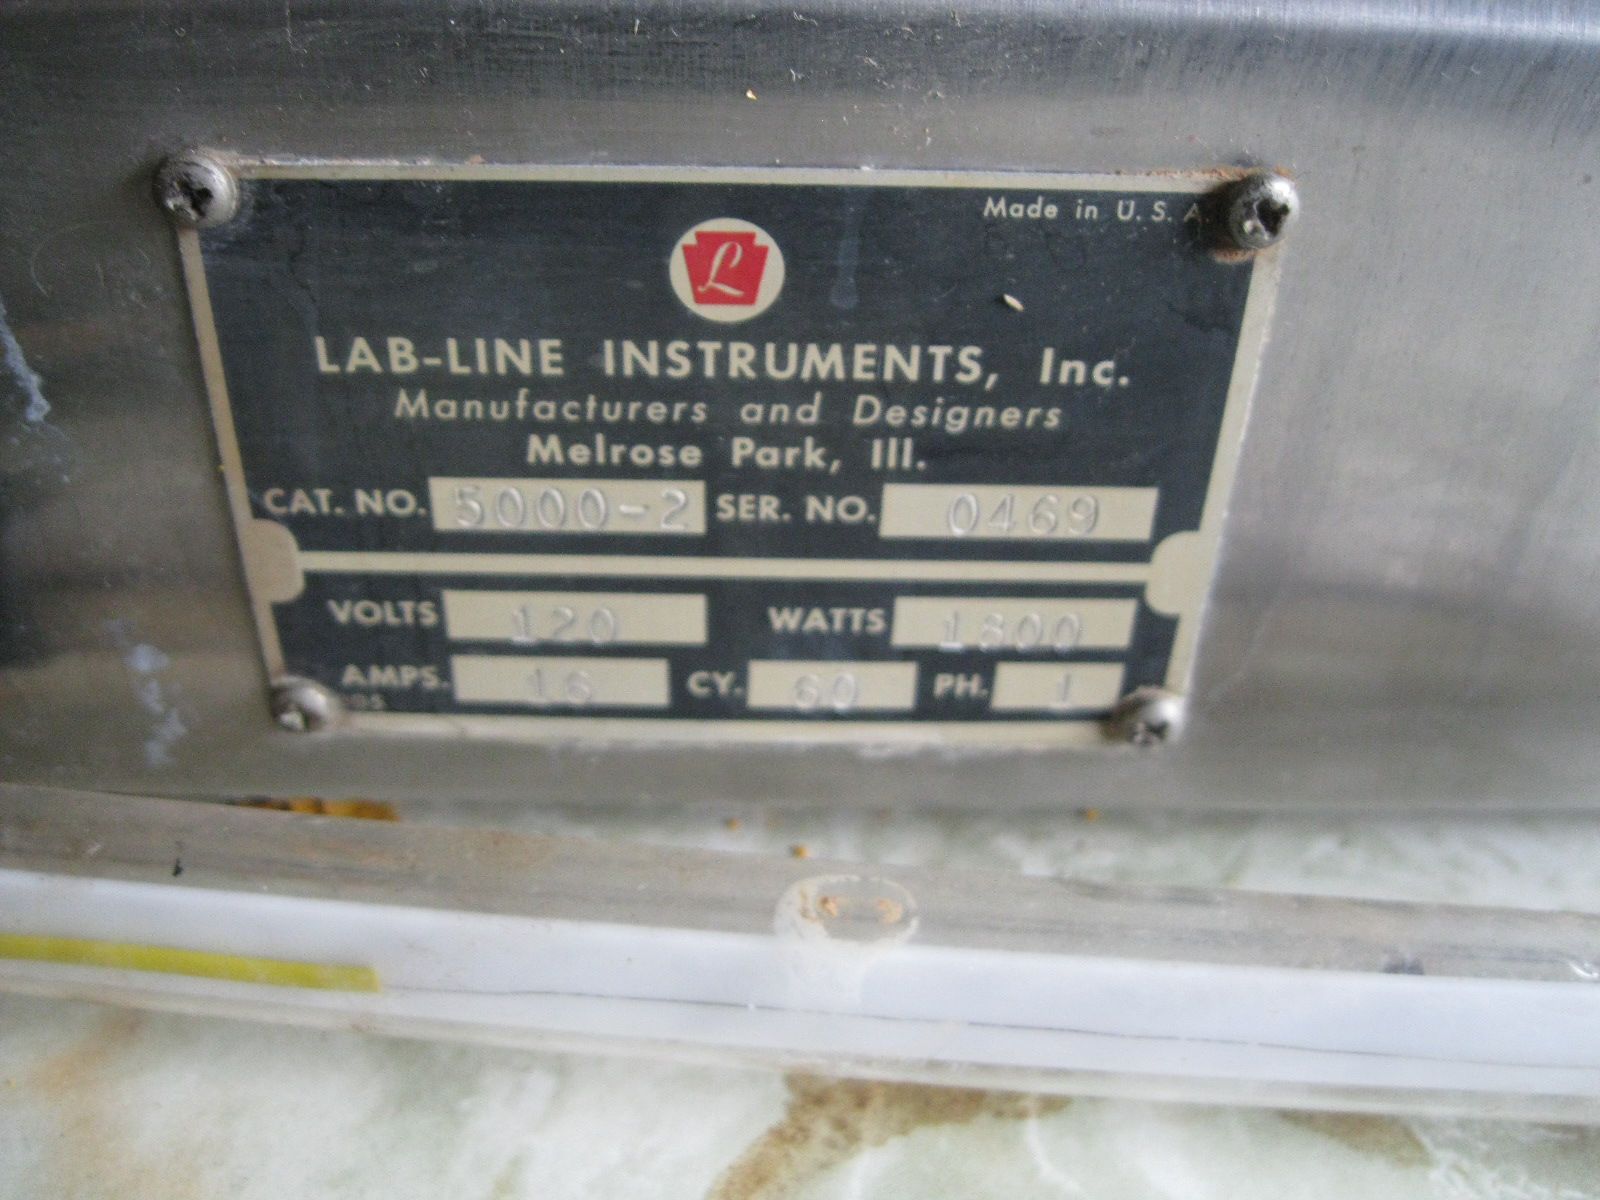 Made in U.S.A.
L
LAB-LINE INSTRUMENTS, Inc.
Manufacturers and Designers
Melrose Park, Ill.
CAT. NO. 5000-2 SER. NO. 0469
VOLTS 120 WATTS 1800
AMPS. 16 CY. 60 PH. 1